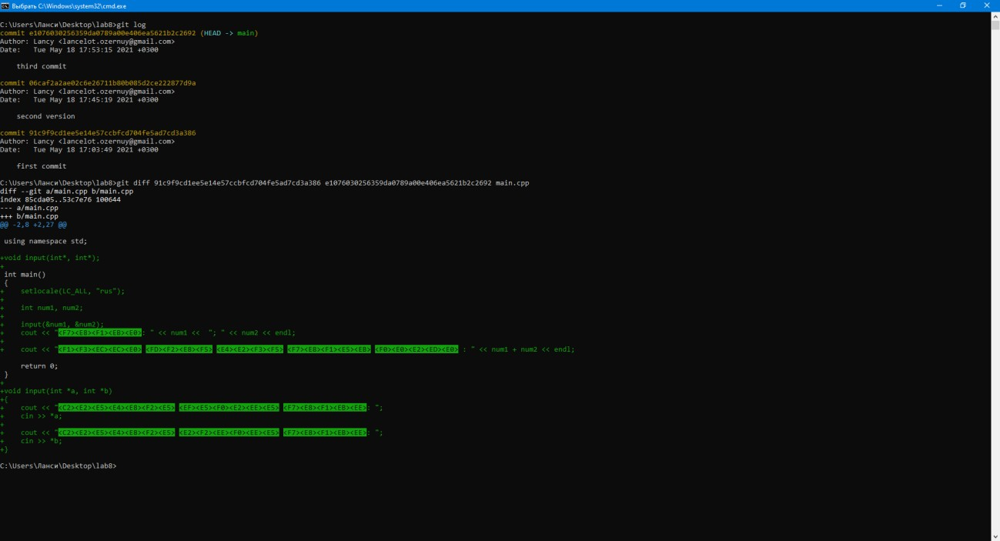 Выбрать C:\Windows\system32\cmd.exe
C:\Users\Ланси\Desktop\lab8>git log
commit e1076030256359da0789a00e406ea5621b2c2692 (HEAD -> main)
Author: Lancy <lancelot.ozernuy@gmail.com>
Date:   Tue May 18 17:53:15 2021 +0300
    third commit
commit 06caf2a2ae02c6e26711b80b085d2ce222877d9a
Author: Lancy <lancelot.ozernuy@gmail.com>
Date:   Tue May 18 17:45:19 2021 +0300
    second version
commit 91c9f9cd1ee5e14e57ccbfcd704fe5ad7cd3a386
Author: Lancy <lancelot.ozernuy@gmail.com>
Date:   Tue May 18 17:03:49 2021 +0300
    first commit
C:\Users\Ланси\Desktop\lab8>git diff 91c9f9cd1ee5e14e57ccbfcd704fe5ad7cd3a386 e1076030256359da0789a00e406ea5621b2c2692 main.cpp
diff --git a/main.cpp b/main.cpp
index 85cda05..53c7e76 100644
--- a/main.cpp
+++ b/main.cpp
@@ -2,8 +2,27 @@
 using namespace std;
+void input(int*, int*);
+
 int main()
 {
+    setlocale(LC_ALL, "rus");
+
+    int num1, num2;
+
+    input(&num1, &num2);
+    cout << "<F7><E8><F1><EB><E0>: " << num1 <<  "; " << num2 << endl;
+
+    cout << "<F1><F3><EC><EC><E0> <FD><F2><E8><F5> <E4><E2><F3><F5> <F7><E8><F1><E5><EB> <F0><E0><E2><ED><E0> : " << num1 + num2 << endl;
    return 0;
 }
+
+void input(int *a, int *b)
+{
+    cout << "<C2><E2><E5><E4><E8><F2><E5> <EF><E5><F0><E2><EE><E5> <F7><E8><F1><EB><EE>: ";
+    cin >> *a;
+
+    cout << "<C2><E2><E5><E4><E8><F2><E5> <E2><F2><EE><F0><EE><E5> <F7><E8><F1><EB><EE>: ";
+    cin >> *b;
+}
C:\Users\Ланси\Desktop\lab8>